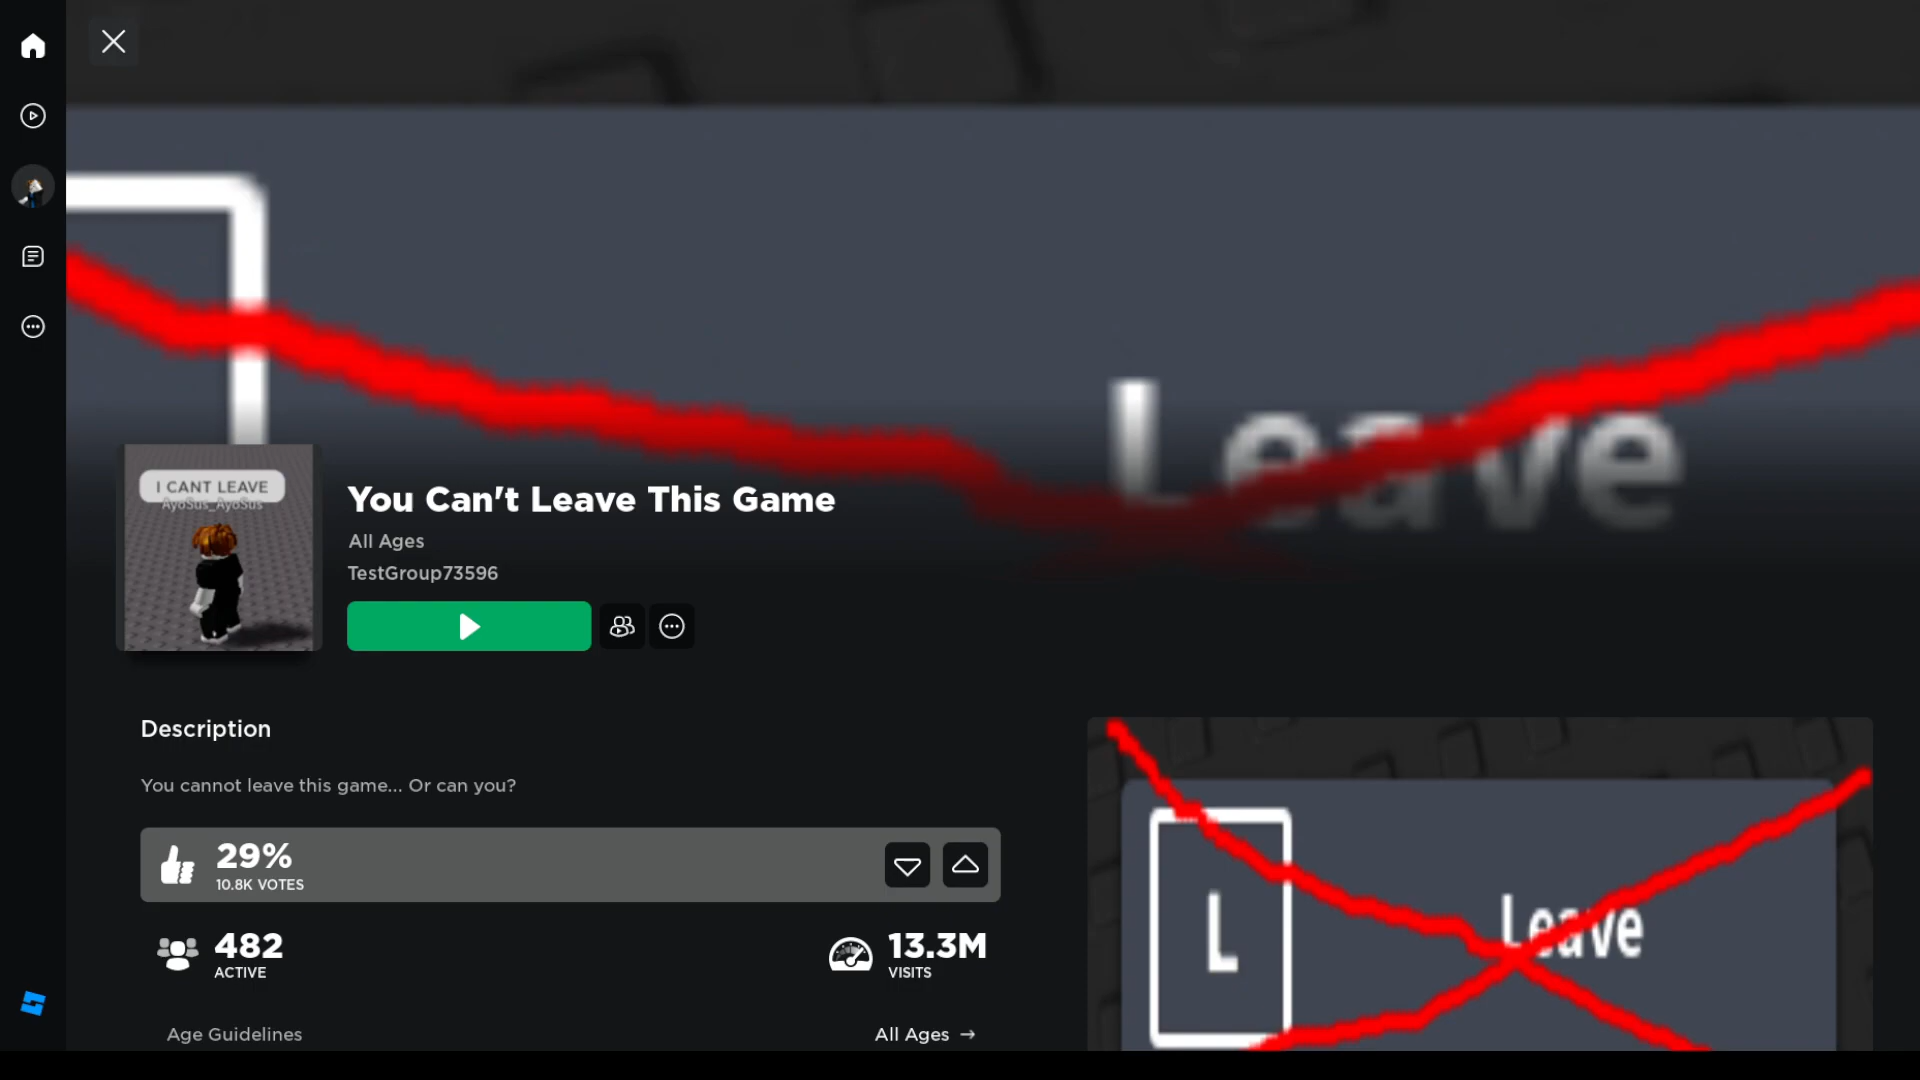 Leave
I CANT LEAVE
AyoSus_AyoSus
You Can't Leave This Game
All Ages
TestGroup73596
Description
You cannot leave this game... Or can you?
29%
10.8K VOTES
482
ACTIVE
13.3M
VISITS
Age Guidelines
All Ages →
L
Leave